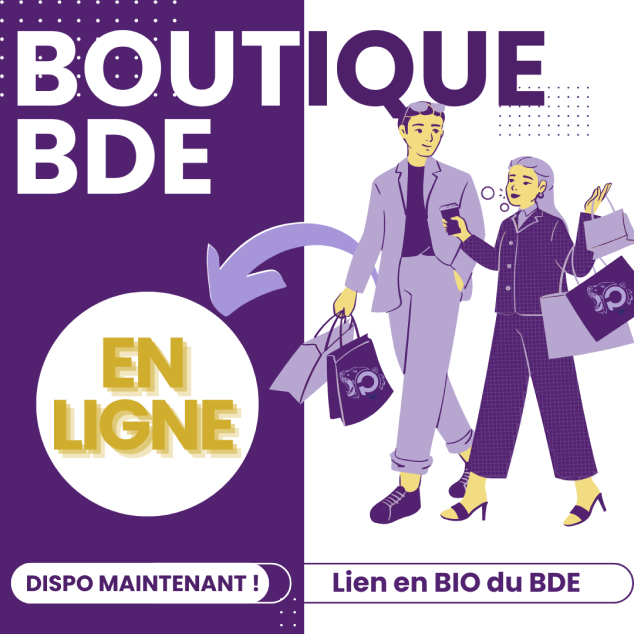 BOUTIQUE
BDE
EN
LIGNE
DISPO MAINTENANT !
Lien en BIO du BDE